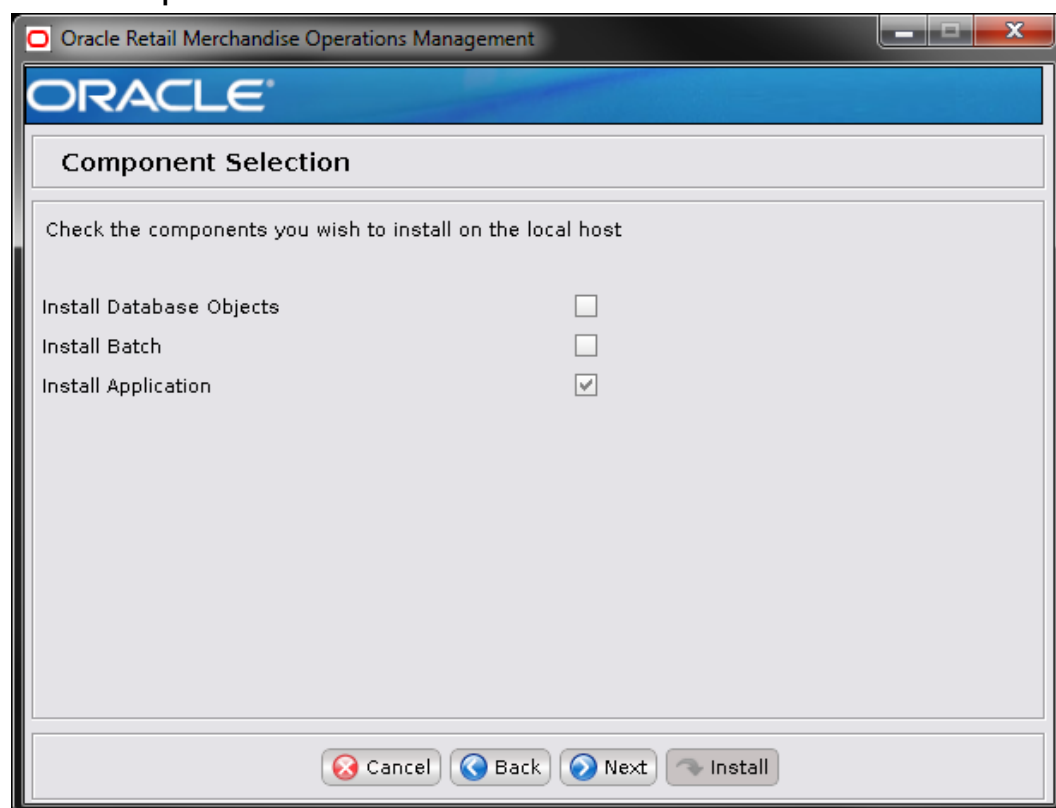 Oracle Retail Merchandise Operations Management
ORACLE
Component Selection
Check the components you wish to install on the local host
Install Database Objects
Install Batch
Install Application
Cancel Back Next Install